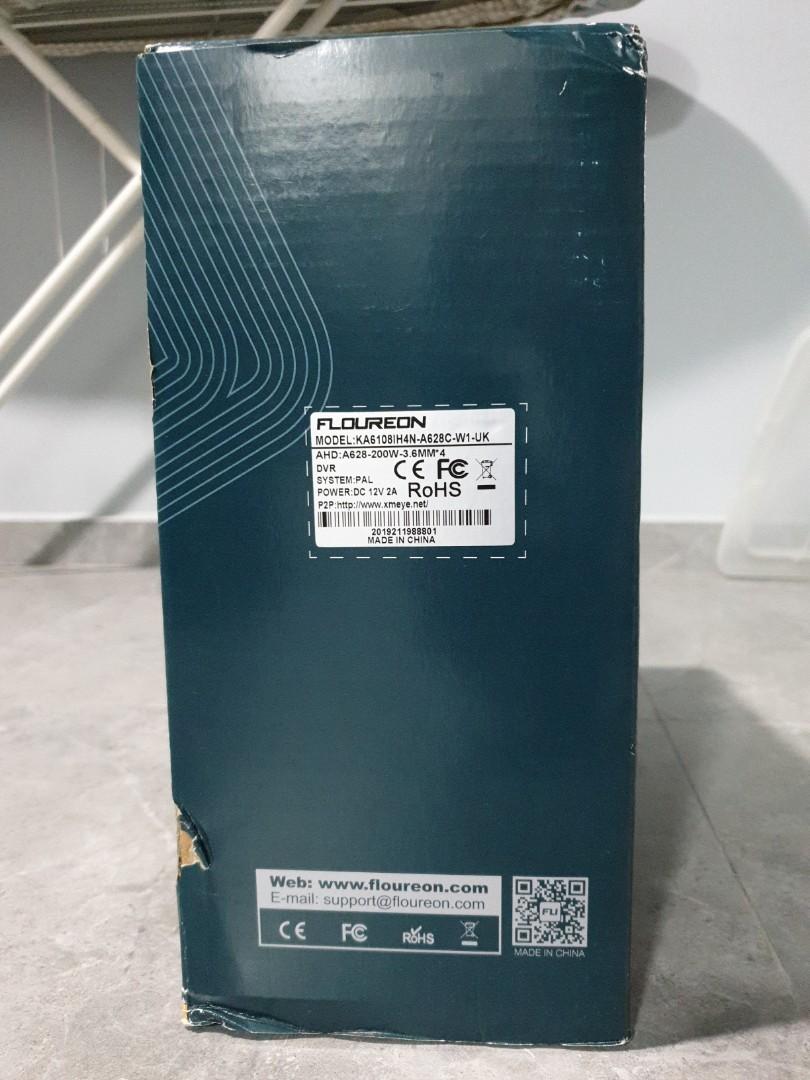 FLOUREON
MODEL:KA6108IH4N-A628C-W1-UK
AHD:A628-200W-3.6MM*4
DVR
SYSTEM:PAL
POWER:DC 12V 2A
CE FC
RoHS
P2P:http://www.xmeye.net/
2019211988801
MADE IN CHINA
Web: www.floureon.com
E-mail: support@floureon.com
CE FC RoHS
FLI
MADE IN CHINA